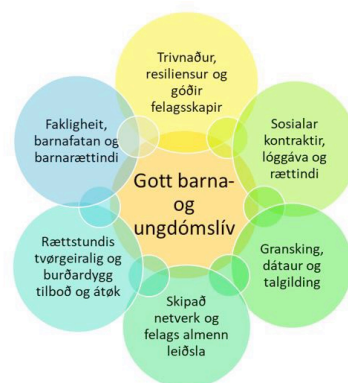 Trivnaður,
resiliensur og
góðir
felagsskapir
Sosialar
kontraktir,
lóggáva og
rættindi
Gransking,
dátaur og
talgilding
Skipað
netverk og
felags almenn
leiðsla
Rættstundis
tvørgeiralig og
burðardygg
tilboð og átøk
Fakligheit,
barnafatan og
barnarættindi
Gott barna-
og
ungdómslív